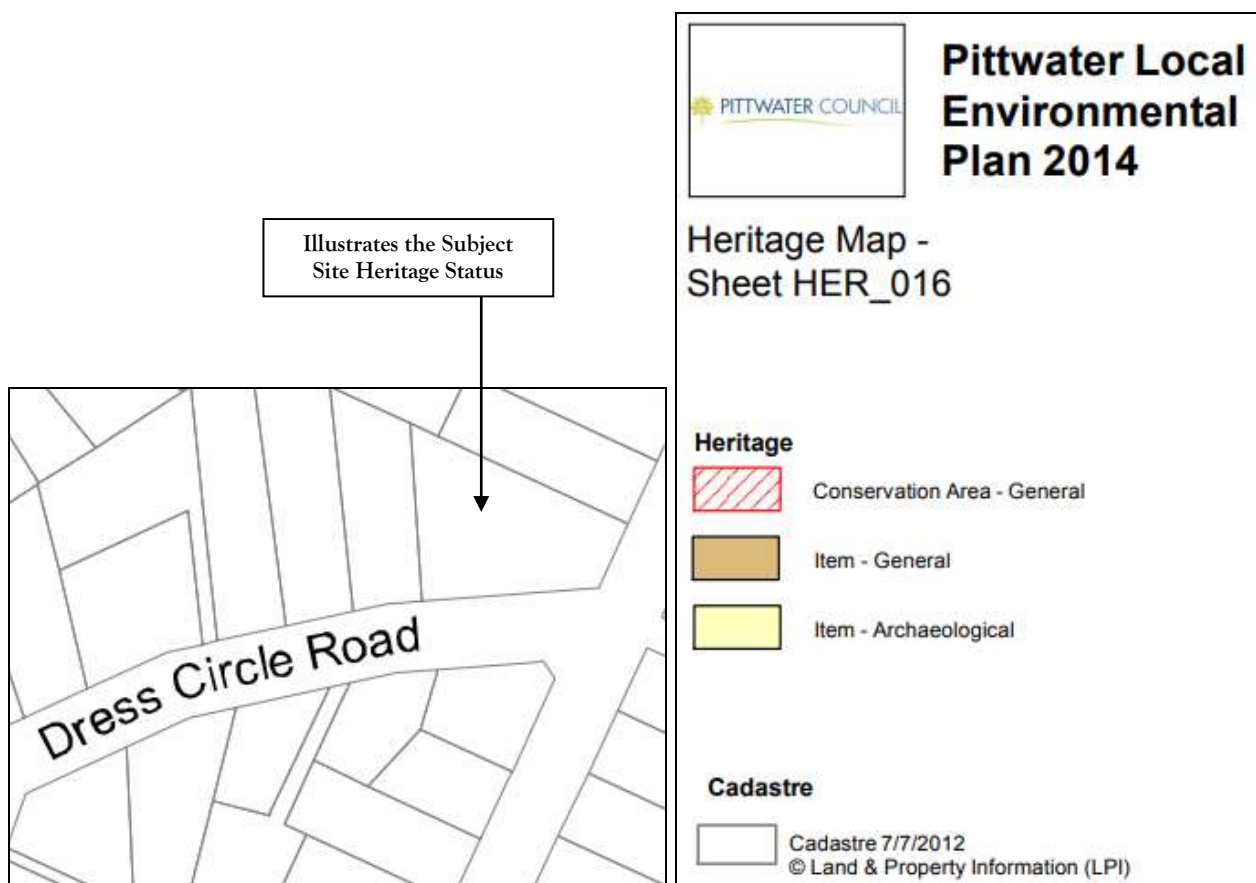 Illustrates the Subject
Site Heritage Status
Dress Circle Road
PITTWATER COUNCIL
Pittwater Local
Environmental
Plan 2014
Heritage Map -
Sheet HER_016
Heritage
Conservation Area - General
Item - General
Item - Archaeological
Cadastre
Cadastre 7/7/2012
© Land & Property Information (LPI)